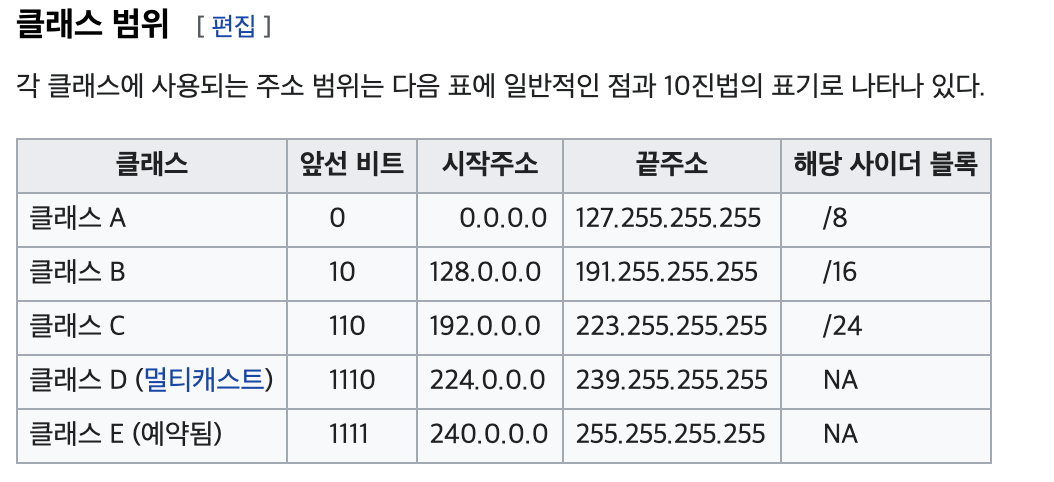 클래스 범위 [ 편집 ]
각 클래스에 사용되는 주소 범위는 다음 표에 일반적인 점과 10진법의 표기로 나타나 있다.
클래스 앞선 비트 시작주소 끝주소 해당 사이더 블록
클래스 A 0 0.0.0.0 127.255.255.255 /8
클래스 B 10 128.0.0.0 191.255.255.255 /16
클래스 C 110 192.0.0.0 223.255.255.255 /24
클래스 D (멀티캐스트) 1110 224.0.0.0 239.255.255.255 NA
클래스 E (예약됨) 1111 240.0.0.0 255.255.255.255 NA